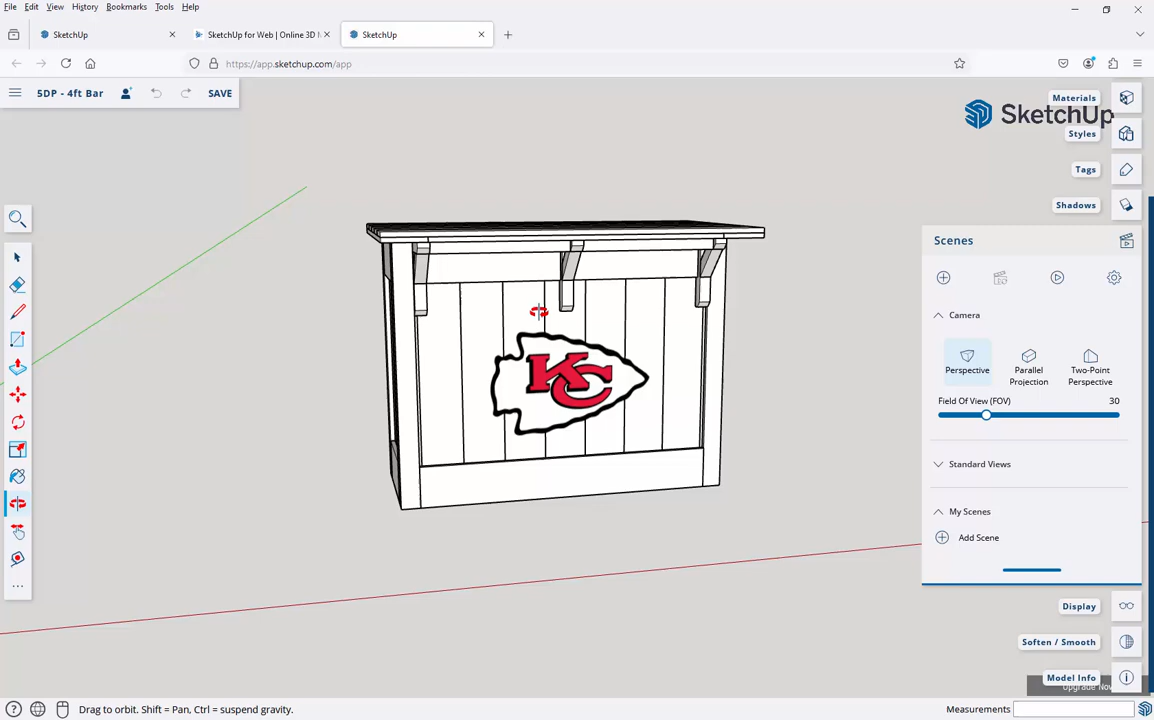 File Edit View History Bookmarks Tools Help
SketchUp
SketchUp for Web | Online 3D
SketchUp
https://app.sketchup.com/app
5DP - 4ft Bar
SAVE
Materials
SketchUp
Styles
Tags
Shadows
Scenes
Camera
Perspective
Parallel Projection
Two-Point Perspective
Field Of View (FOV) 30
Standard Views
My Scenes
Add Scene
KC
Display
Soften / Smooth
Model Info
Upgrade Now
Drag to orbit. Shift = Pan, Ctrl = suspend gravity.
Measurements